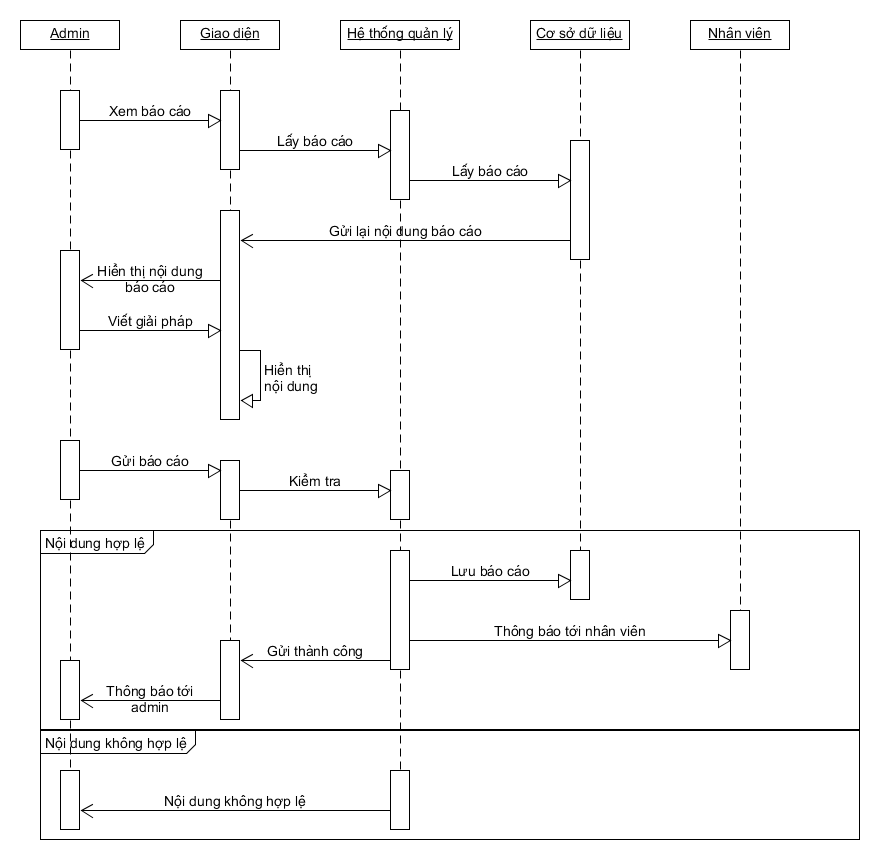 Admin
Giao diện
Hệ thống quản lý
Cơ sở dữ liệu
Nhân viên
Xem báo cáo
Lấy báo cáo
Lấy báo cáo
Gửi lại nội dung báo cáo
Hiển thị nội dung
báo cáo
Viết giải pháp
Hiển thị
nội dung
Gửi báo cáo
Kiểm tra
Nội dung hợp lệ
Lưu báo cáo
Thông báo tới nhân viên
Gửi thành công
Thông báo tới
admin
Nội dung không hợp lệ
Nội dung không hợp lệ